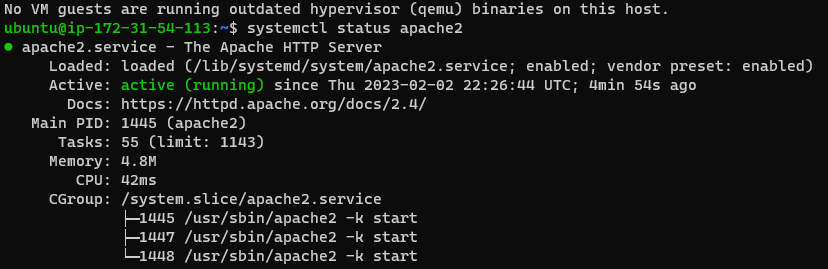 No VM guests are running outdated hypervisor (qemu) binaries on this host.
ubuntu@ip-172-31-54-113:~$ systemctl status apache2
● apache2.service - The Apache HTTP Server
     Loaded: loaded (/lib/systemd/system/apache2.service; enabled; vendor preset: enabled)
     Active: active (running) since Thu 2023-02-02 22:26:44 UTC; 4min 54s ago
       Docs: https://httpd.apache.org/docs/2.4/
   Main PID: 1445 (apache2)
      Tasks: 55 (limit: 1143)
     Memory: 4.8M
        CPU: 42ms
     CGroup: /system.slice/apache2.service
             ├─1445 /usr/sbin/apache2 -k start
             ├─1447 /usr/sbin/apache2 -k start
             └─1448 /usr/sbin/apache2 -k start